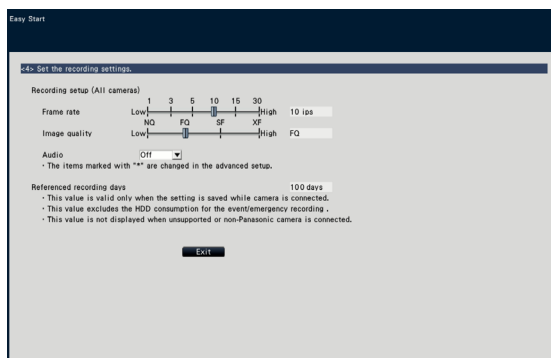 Easy Start
<4> Set the recording settings.
Recording setup (All cameras)
1 3 5 10 15 30
Frame rate Low High 10 ips
NQ FQ SF XF
Image quality Low High FQ
Audio Off
・The items marked with "*" are changed in the advanced setup.
Referenced recording days 100 days
・This value is valid only when the setting is saved while camera is connected.
・This value excludes the HDD consumption for the event/emergency recording .
・This value is not displayed when unsupported or non-Panasonic camera is connected.
Exit